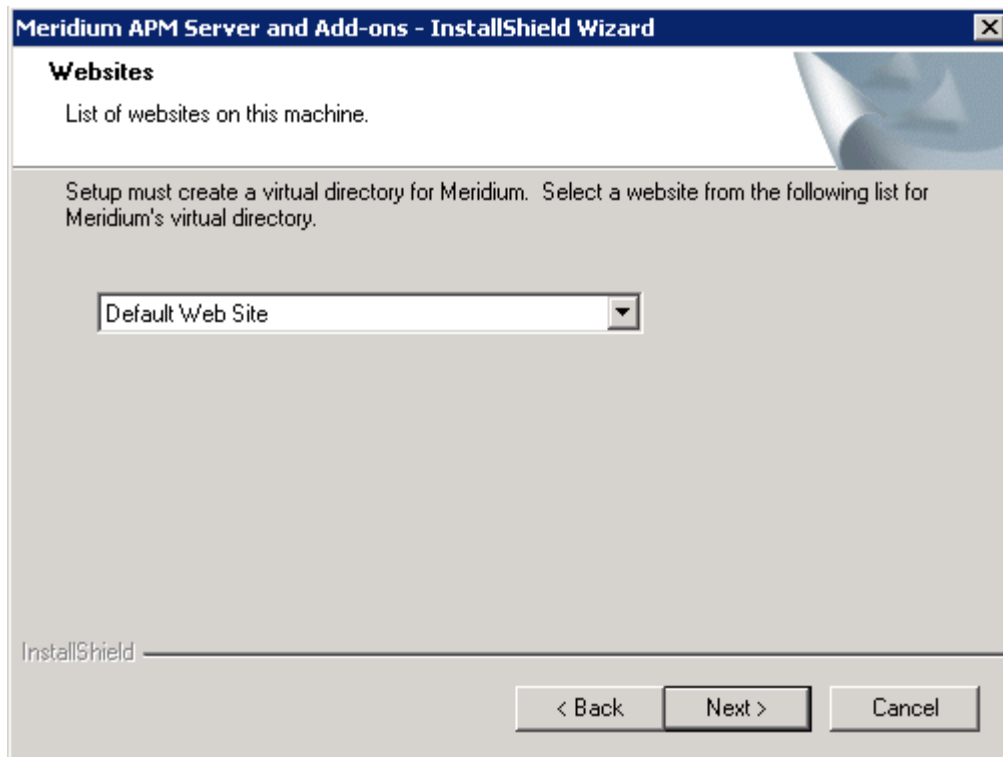 Meridium APM Server and Add-ons - InstallShield Wizard
Websites
List of websites on this machine.
Setup must create a virtual directory for Meridium.  Select a website from the following list for
Meridium's virtual directory.
Default Web Site
InstallShield
< Back
Next >
Cancel